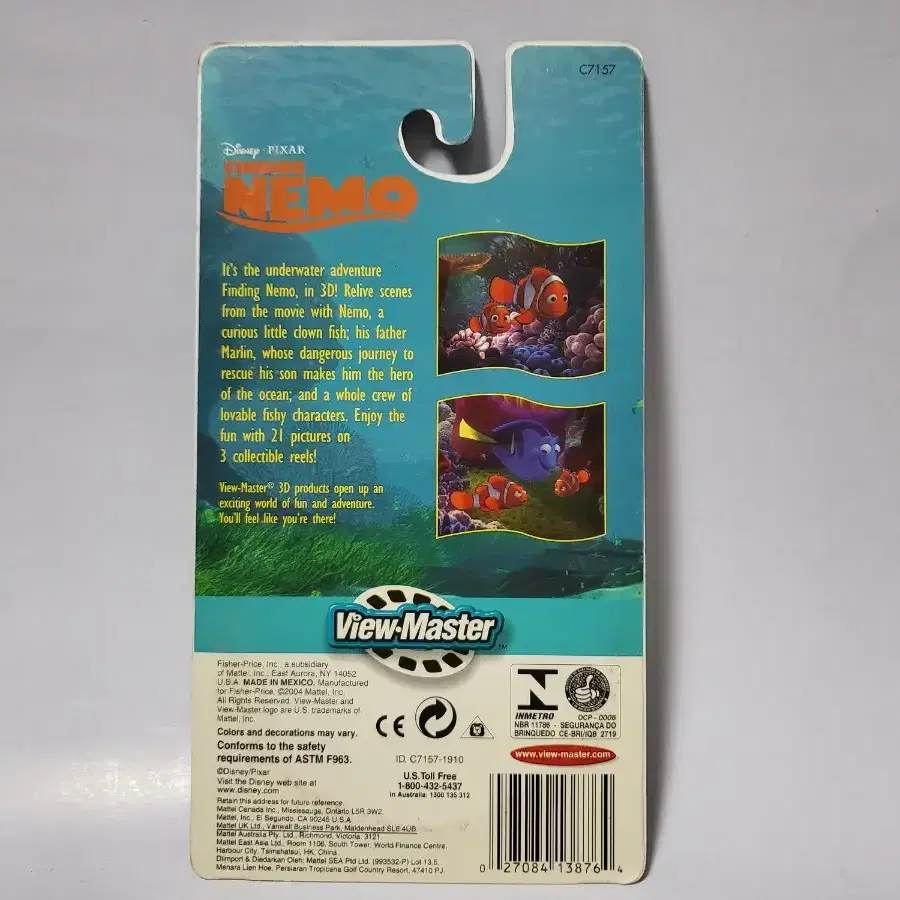 C7157
Disney · PIXAR
FINDING
NEMO
It's the underwater adventure
Finding Nemo, in 3D! Relive scenes
from the movie with Nemo, a
curious little clown fish; his father
Marlin, whose dangerous journey to
rescue his son makes him the hero
of the ocean; and a whole crew of
lovable fishy characters. Enjoy the
fun with 21 pictures on
3 collectible reels!
View-Master® 3D products open up an
exciting world of fun and adventure.
You'll feel like you're there!
View-Master™
Fisher-Price, Inc., a subsidiary
of Mattel, Inc., East Aurora, NY 14052
U.S.A. MADE IN MEXICO. Manufactured
for Fisher-Price. ©2004 Mattel, Inc.
All Rights Reserved. View-Master and
View-Master logo are U.S. trademarks of
Mattel, Inc.
Colors and decorations may vary.
Conforms to the safety
requirements of ASTM F963.
©Disney/Pixar
Visit the Disney web site at
www.disney.com
Retain this address for future reference.
Mattel Canada Inc., Mississauga, Ontario L5R 3W2.
Mattel, Inc., El Segundo, CA 90245 U.S.A.
Mattel UK Ltd., Vanwall Business Park, Maidenhead SL6 4UB.
Mattel Australia Pty. Ltd., Richmond, Victoria. 3121.
Mattel East Asia Ltd., Room 1106, South Tower, World Finance Centre,
Harbour City, Tsimshatsui, HK, China.
Diimport & Diedarkan Oleh: Mattel SEA Ptd Ltd. (993532-P) Lot 13.5,
Menara Lien Hoe, Persiaran Tropicana Golf Country Resort, 47410 PJ.
CE
ID. C7157-1910
U.S. Toll Free
1-800-432-5437
in Australia: 1300 135 312
INMETRO
OCP - 0006
NBR 11786 - SEGURANÇA DO
BRINQUEDO CE-BRI/IQB 2719
www.view-master.com
0 27084 13876 4